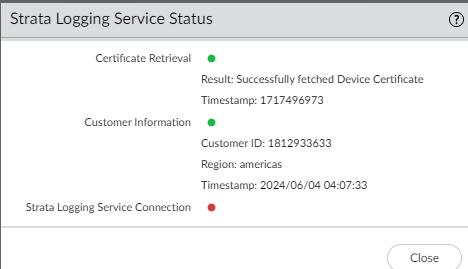 Strata Logging Service Status
?
Certificate Retrieval
Result: Successfully fetched Device Certificate
Timestamp: 1717496973
Customer Information
Customer ID: 1812933633
Region: americas
Timestamp: 2024/06/04 04:07:33
Strata Logging Service Connection
Close